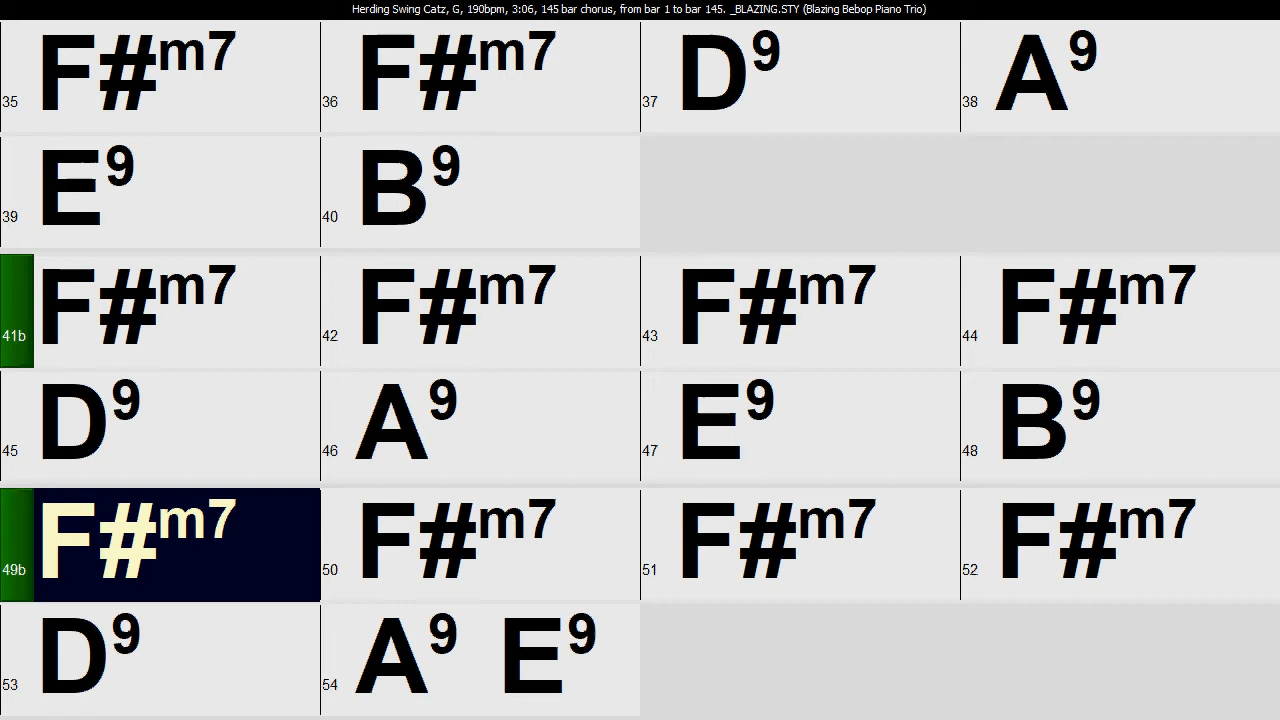 Herding Swing Catz, G, 190bpm, 3:06, 145 bar chorus, from bar 1 to bar 145. _BLAZING.STY (Blazing Bebop Piano Trio)
35 F#m7 36 F#m7 37 D9 38 A9
39 E9 40 B9
41b F#m7 42 F#m7 43 F#m7 44 F#m7
45 D9 46 A9 47 E9 48 B9
49b F#m7 50 F#m7 51 F#m7 52 F#m7
53 D9 54 A9 E9